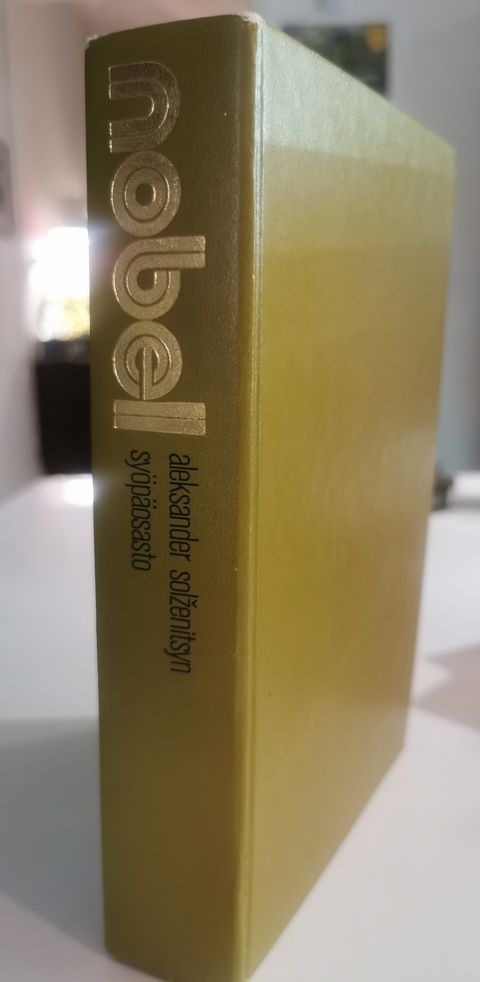 nobel
aleksander solženitsyn
syöpäosasto